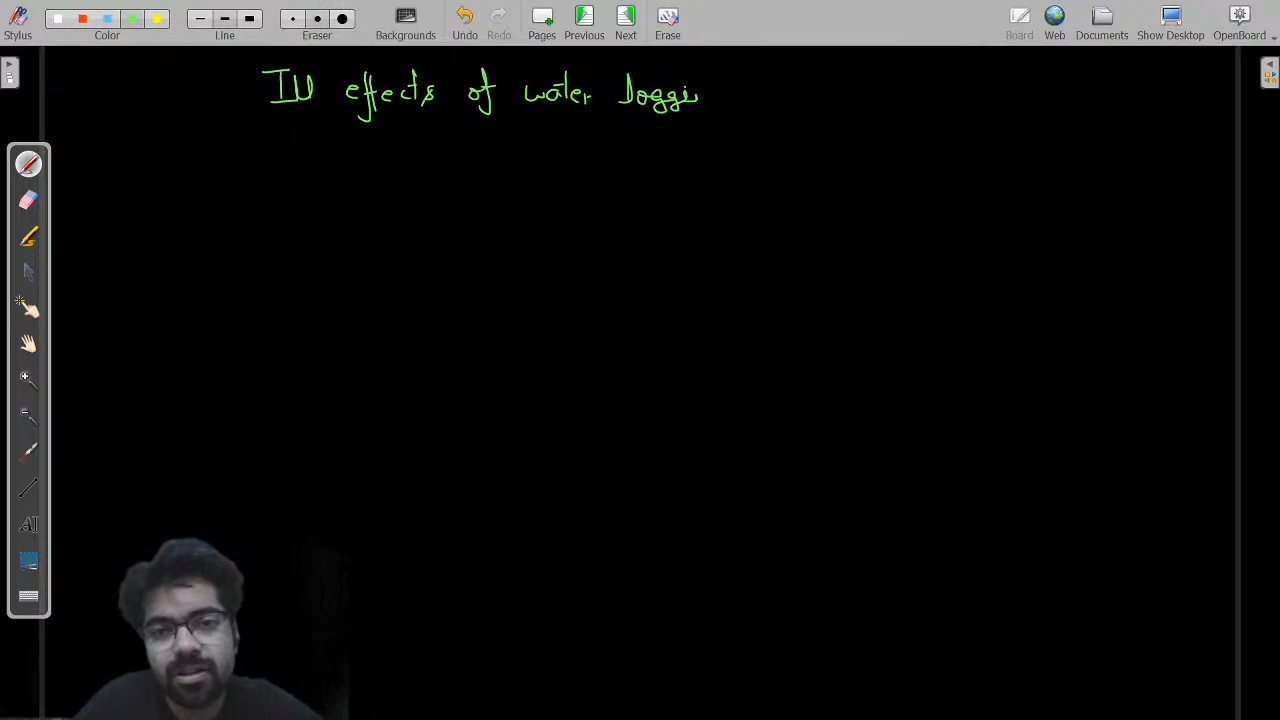 Stylus
Color
Line
Eraser
Backgrounds
Undo
Redo
Pages
Previous
Next
Erase
Board
Web
Documents
Show Desktop
OpenBoard
Ill effects of water loggi
AI